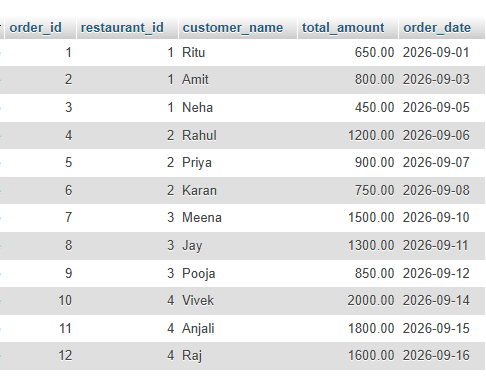 order_id restaurant_id customer_name total_amount order_date
1 1 Ritu 650.00 2026-09-01
2 1 Amit 800.00 2026-09-03
3 1 Neha 450.00 2026-09-05
4 2 Rahul 1200.00 2026-09-06
5 2 Priya 900.00 2026-09-07
6 2 Karan 750.00 2026-09-08
7 3 Meena 1500.00 2026-09-10
8 3 Jay 1300.00 2026-09-11
9 3 Pooja 850.00 2026-09-12
10 4 Vivek 2000.00 2026-09-14
11 4 Anjali 1800.00 2026-09-15
12 4 Raj 1600.00 2026-09-16